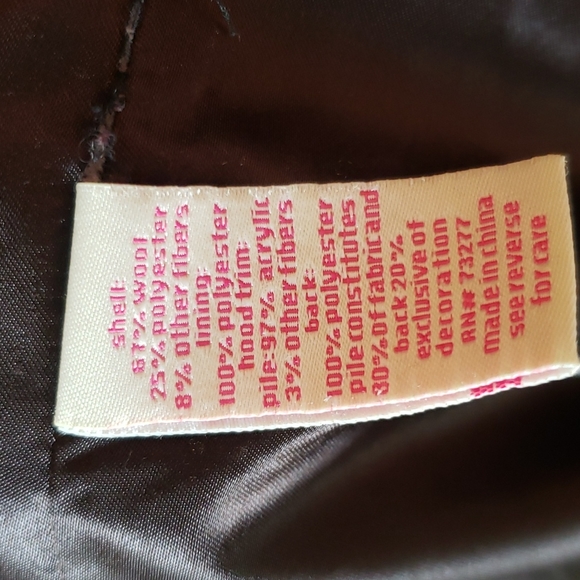 shell:
67% wool
25% polyester
8% other fibers
lining:
100% polyester
hood trim:
pile: 97% acrylic
3% other fibers
back:
100% polyester
pile constitutes
80% of fabric and
back 20%
exclusive of
decoration
RN# 73277
made in china
see reverse
for care